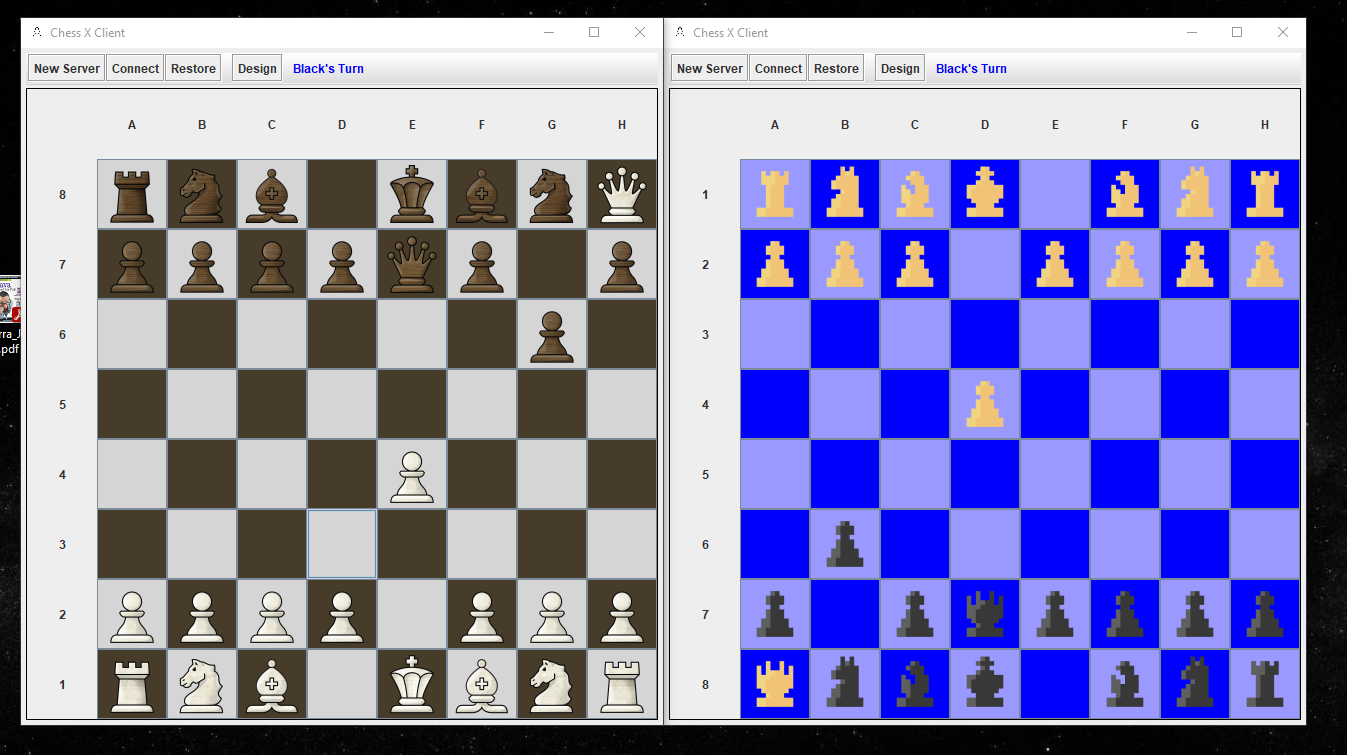 Chess X Client
New Server Connect Restore Design Black's Turn
A B C D E F G H
8
7
6
5
4
3
2
1
Chess X Client
New Server Connect Restore Design Black's Turn
A B C D E F G H
1
2
3
4
5
6
7
8
rra_J
.pdf